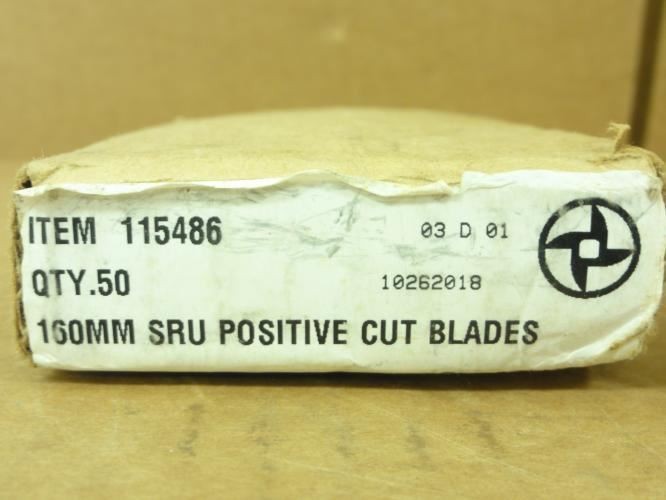 ITEM 115486 03 D 01
QTY.50 10262018
160MM SRU POSITIVE CUT BLADES